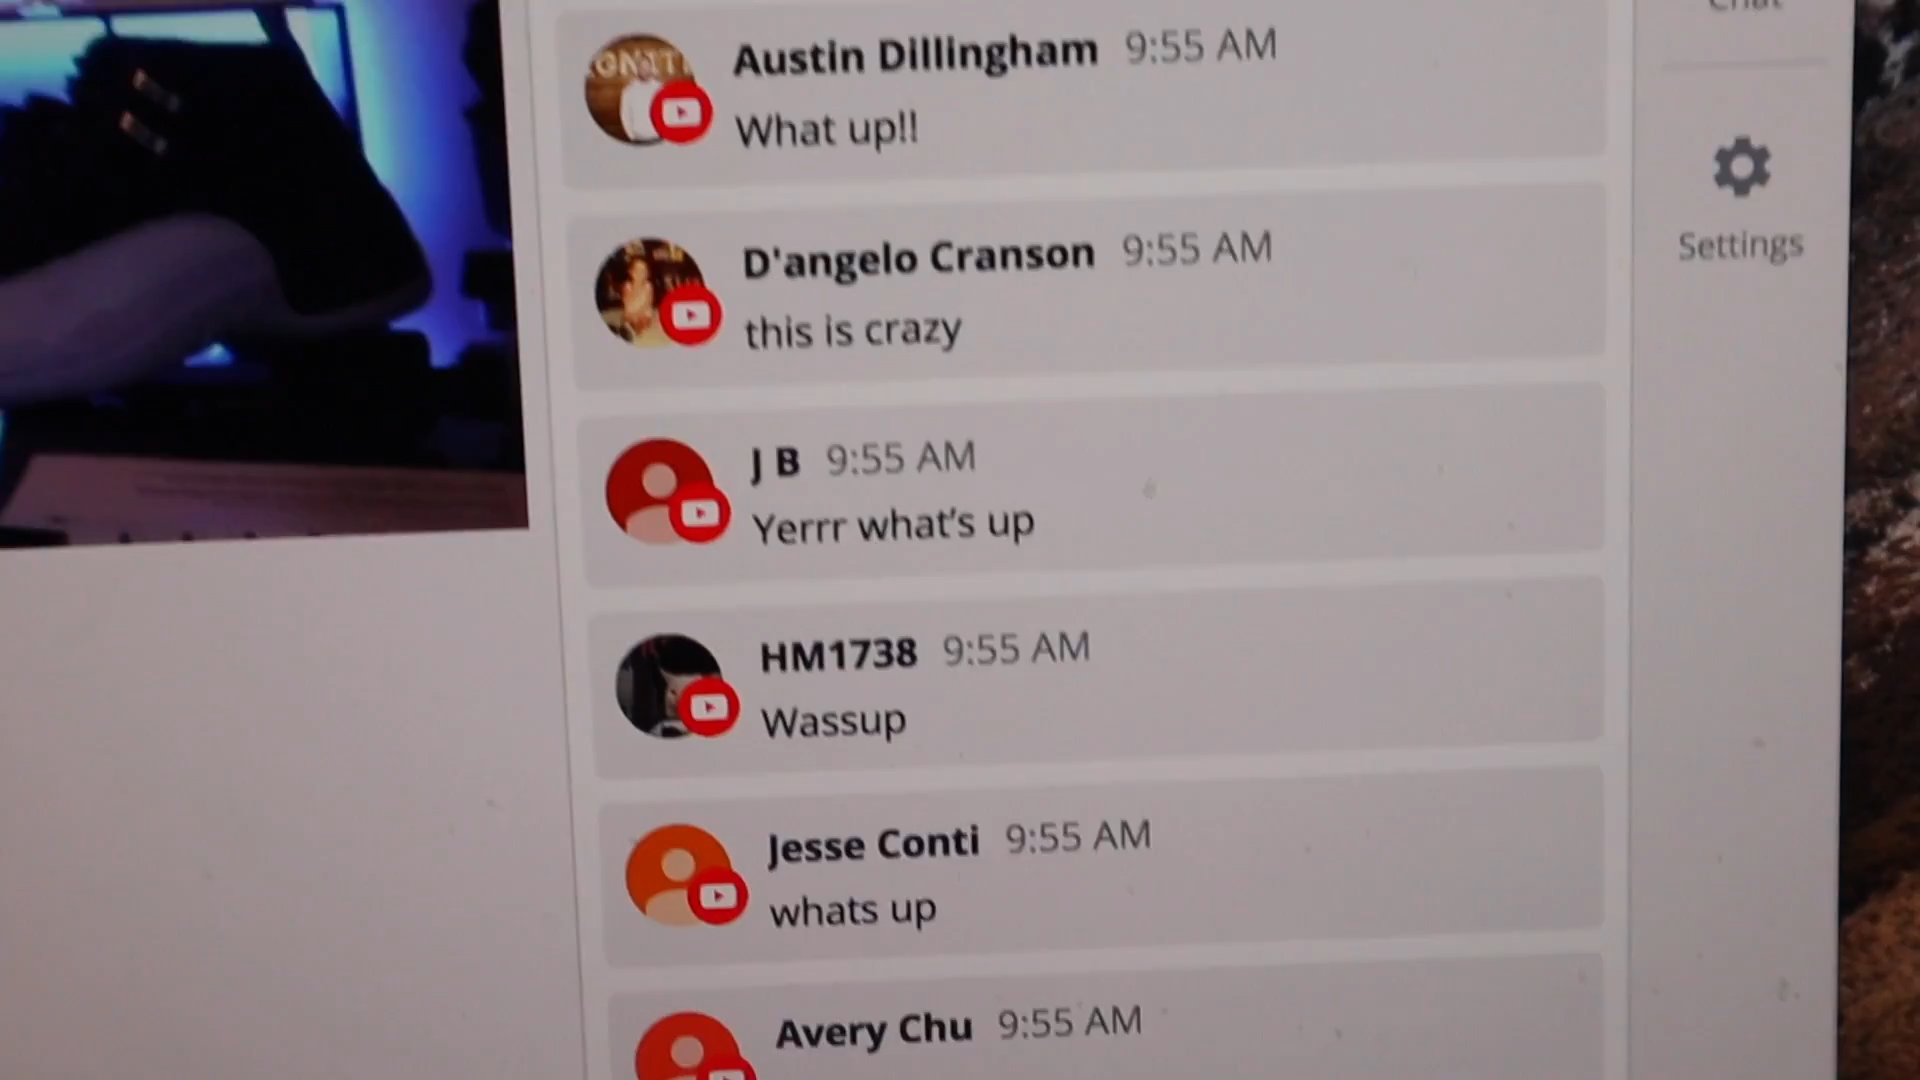 Chat
Austin Dillingham 9:55 AM
What up!!
D'angelo Cranson 9:55 AM
this is crazy
Settings
J B 9:55 AM
Yerrr what's up
HM1738 9:55 AM
Wassup
Jesse Conti 9:55 AM
whats up
Avery Chu 9:55 AM